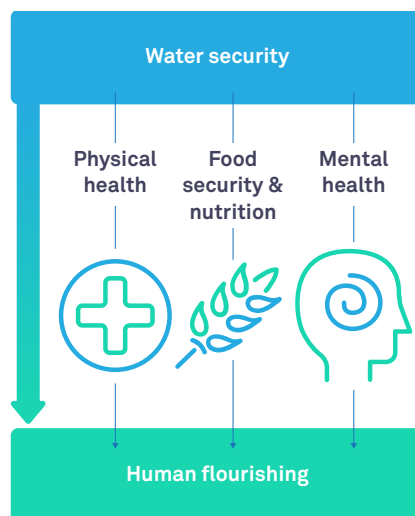 Water security
Physical
health
Food
security &
nutrition
Mental
health
Human flourishing